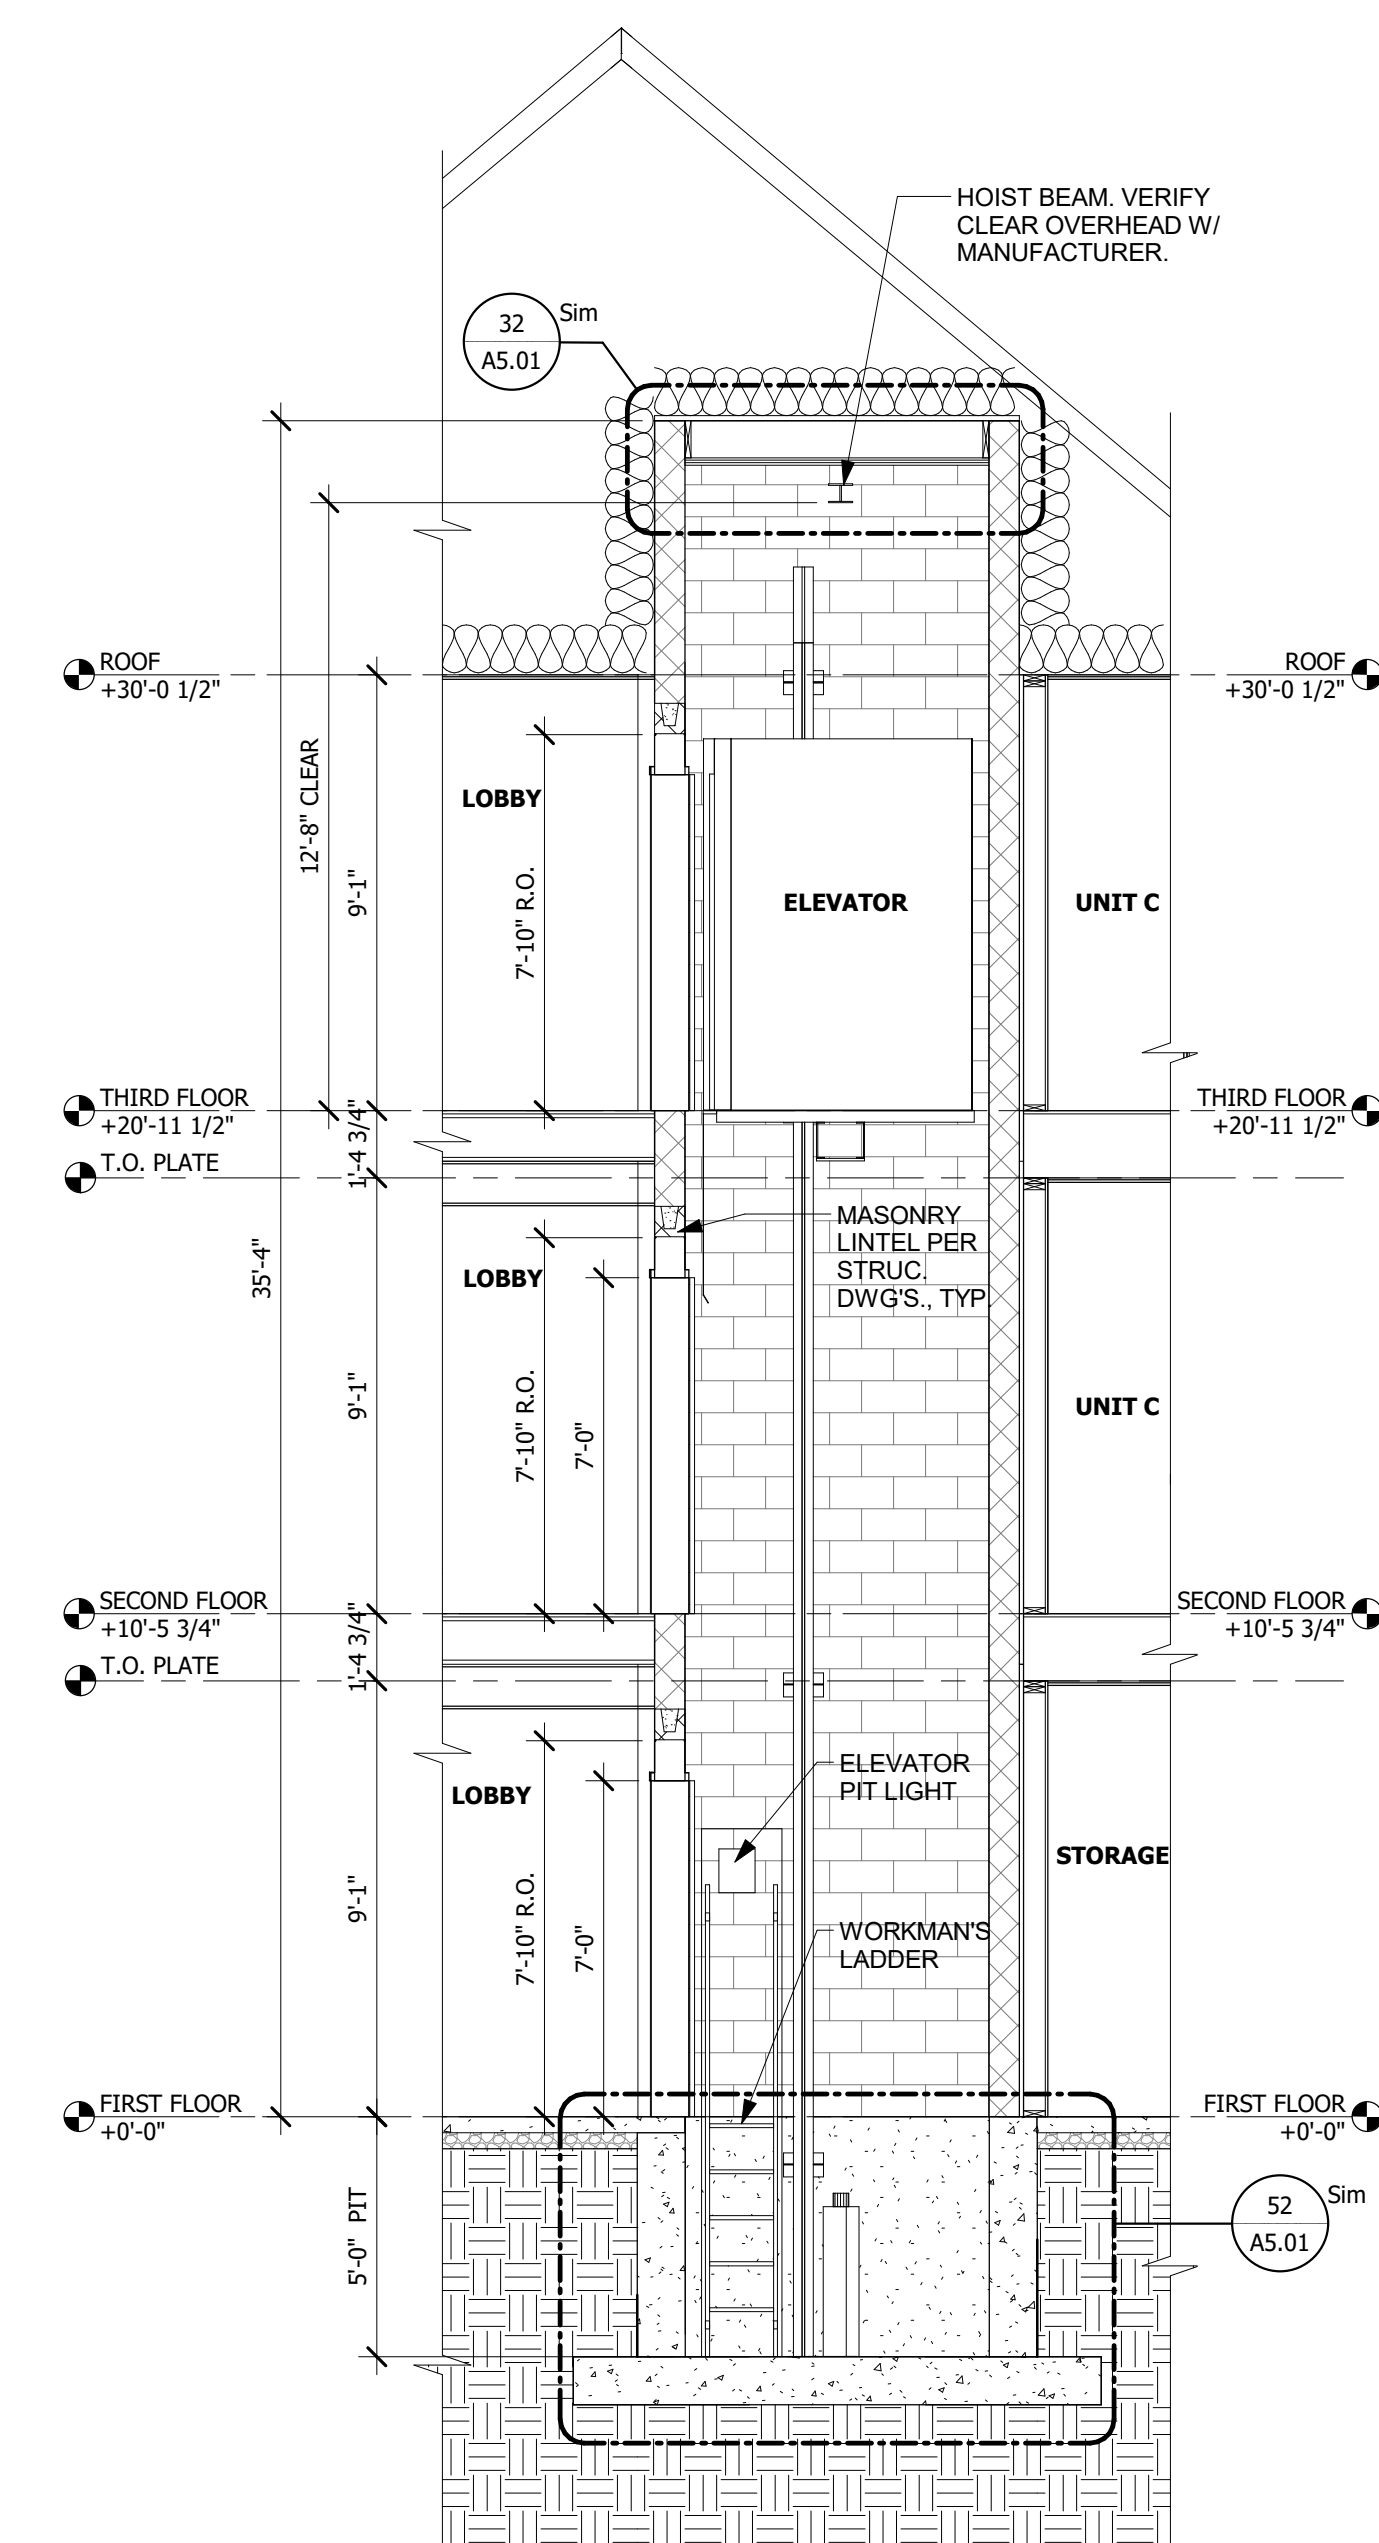 HOIST BEAM. VERIFY
CLEAR OVERHEAD W/
MANUFACTURER.
32
A5.01
Sim
ROOF
+30'-0 1/2"
ROOF
+30'-0 1/2"
12'-8" CLEAR
9'-1"
LOBBY
7'-10" R.O.
ELEVATOR
UNIT C
THIRD FLOOR
+20'-11 1/2"
THIRD FLOOR
+20'-11 1/2"
1'-4 3/4"
T.O. PLATE
35'-4"
MASONRY
LINTEL PER
STRUC.
DWG'S., TYP.
LOBBY
9'-1"
7'-10" R.O.
7'-0"
UNIT C
SECOND FLOOR
+10'-5 3/4"
SECOND FLOOR
+10'-5 3/4"
1'-4 3/4"
T.O. PLATE
ELEVATOR
PIT LIGHT
LOBBY
9'-1"
7'-10" R.O.
7'-0"
STORAGE
WORKMAN'S
LADDER
FIRST FLOOR
+0'-0"
FIRST FLOOR
+0'-0"
5'-0" PIT
52
A5.01
Sim